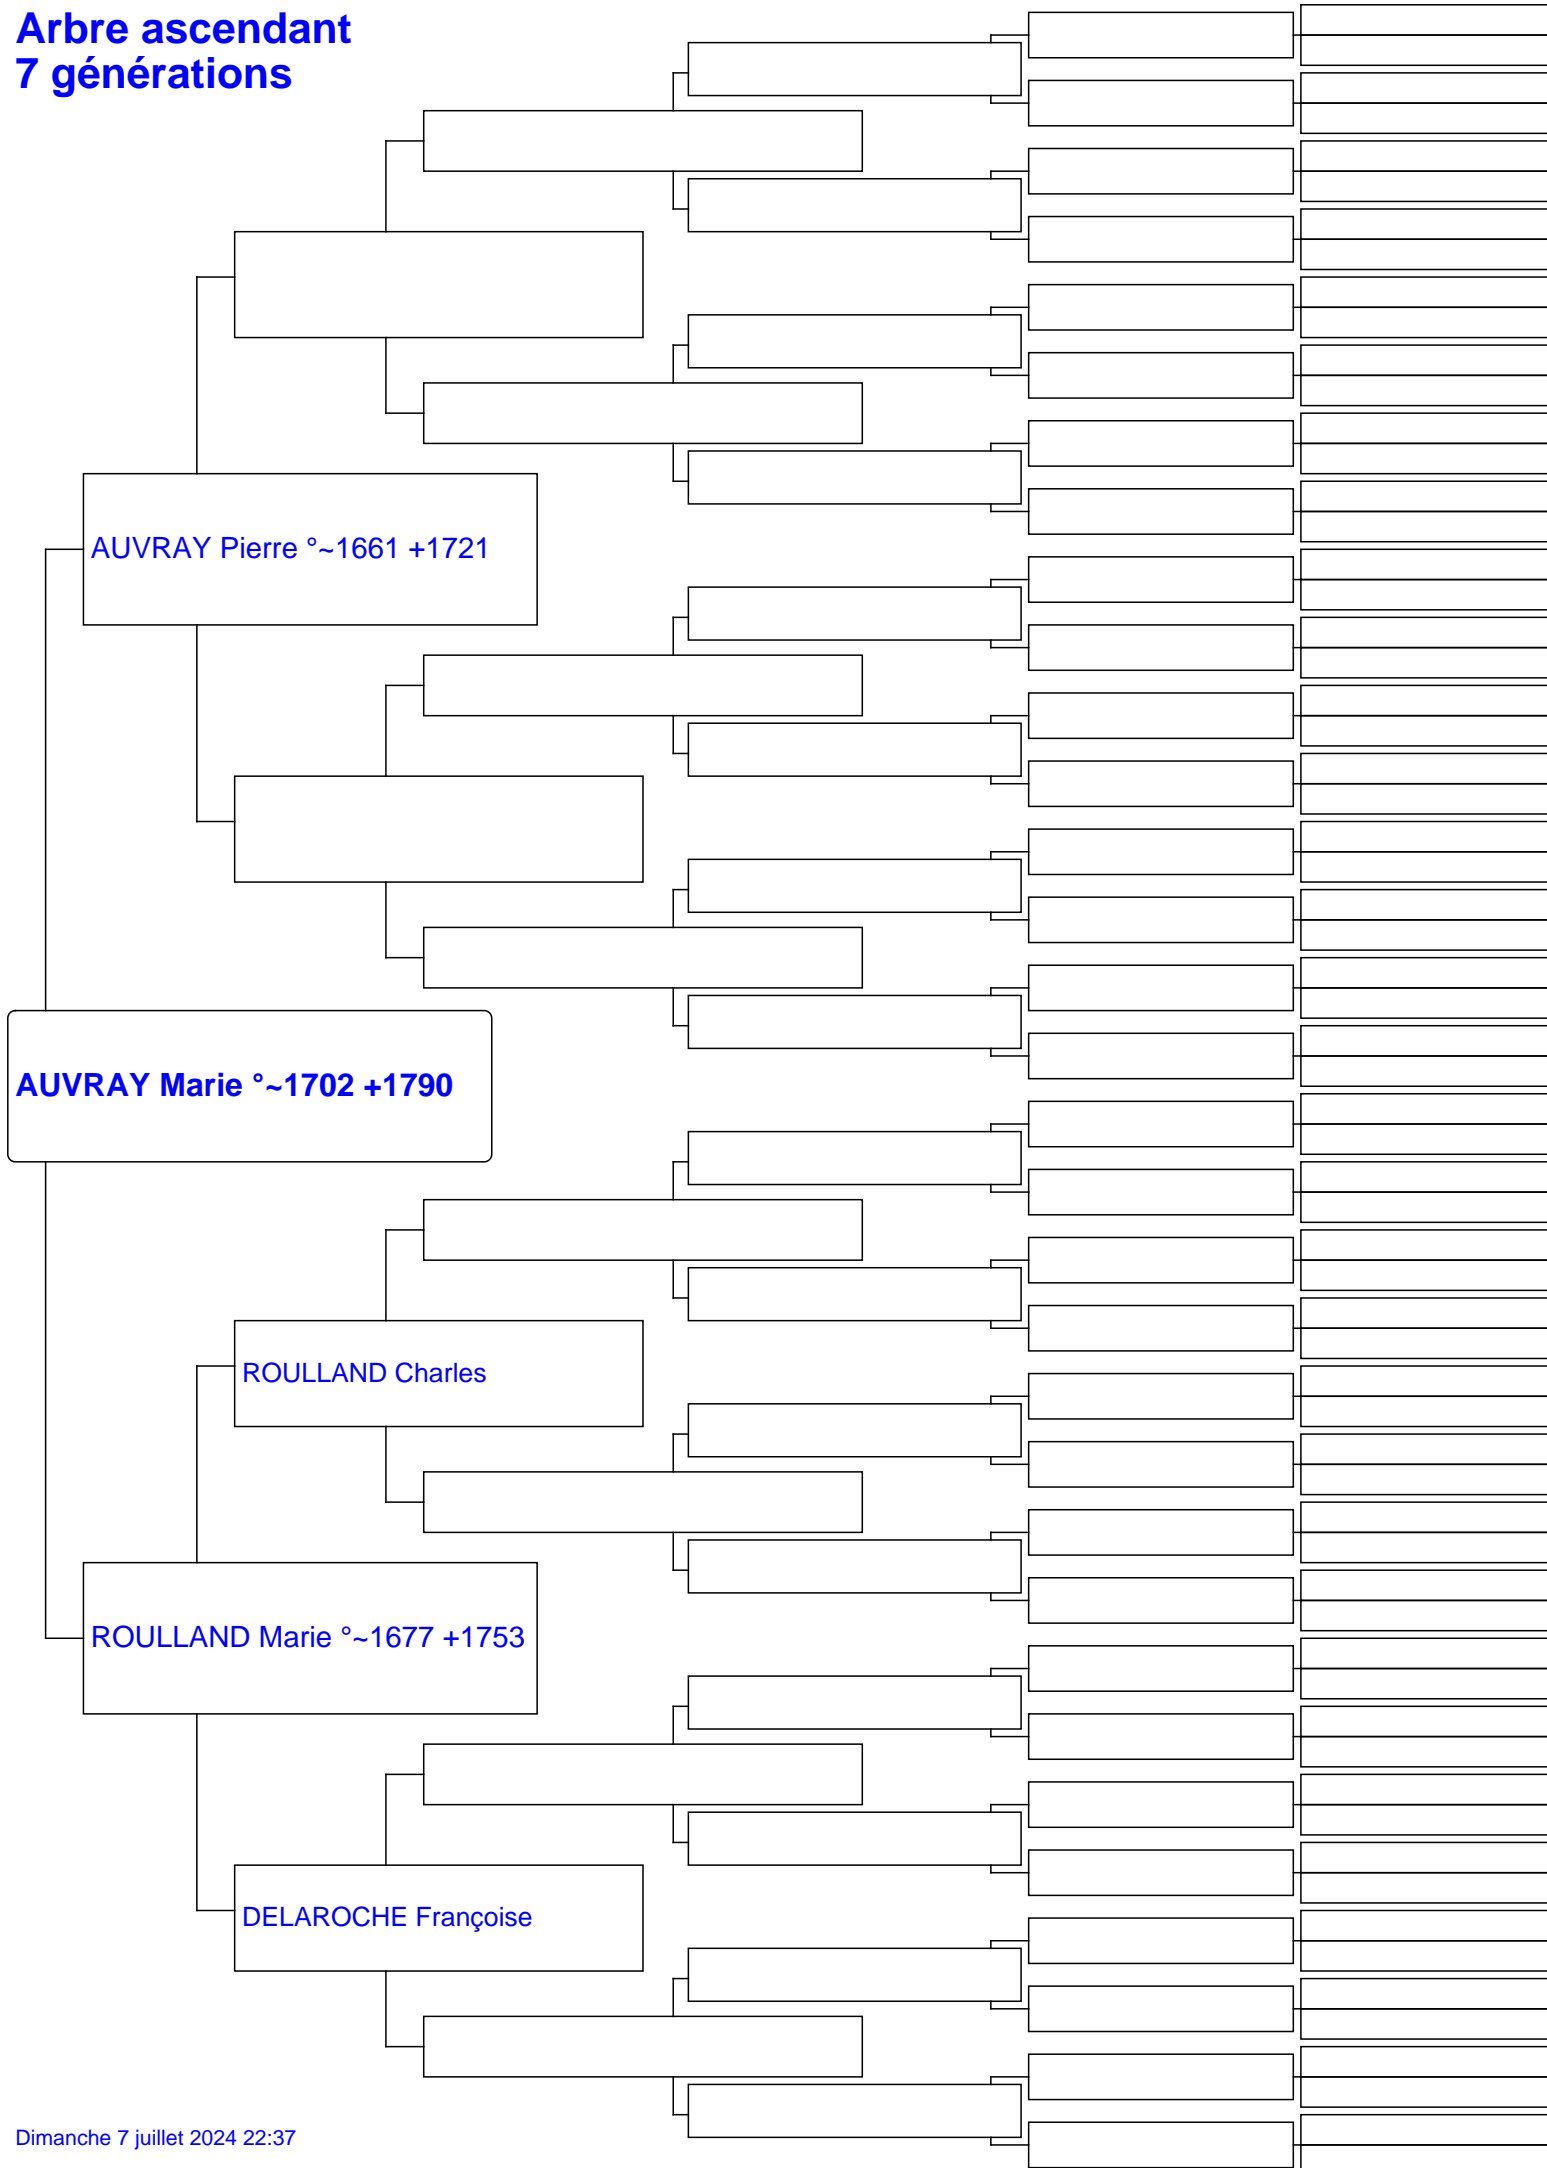 Arbre ascendant
7 générations
AUVRAY Pierre °~1661 +1721
AUVRAY Marie °~1702 +1790
ROULLAND Charles
ROULLAND Marie °~1677 +1753
DELAROCHE Françoise
Dimanche 7 juillet 2024 22:37